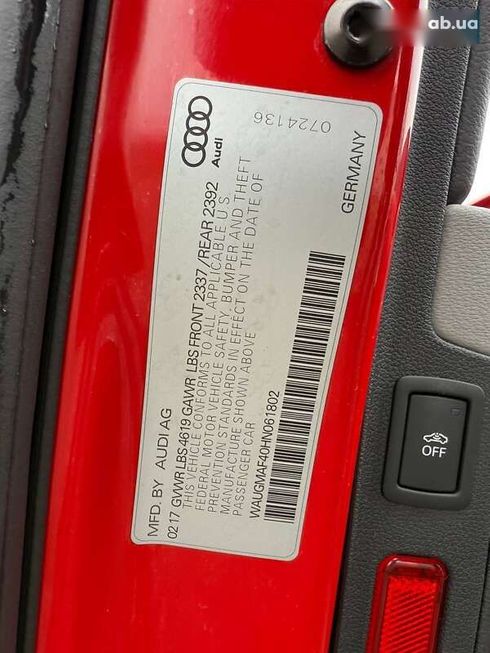 ab.ua
0724136
Audi
GERMANY
MFD. BY AUDI AG
0217 GVWR LBS 4619 GAWR LBS FRONT 2337 / REAR 2392
THIS VEHICLE CONFORMS TO ALL APPLICABLE U S
FEDERAL MOTOR VEHICLE SAFETY, BUMPER AND THEFT
PREVENTION STANDARDS IN EFFECT ON THE DATE OF
MANUFACTURE SHOWN ABOVE
PASSENGER CAR
WAUGMAF40HN061802
OFF